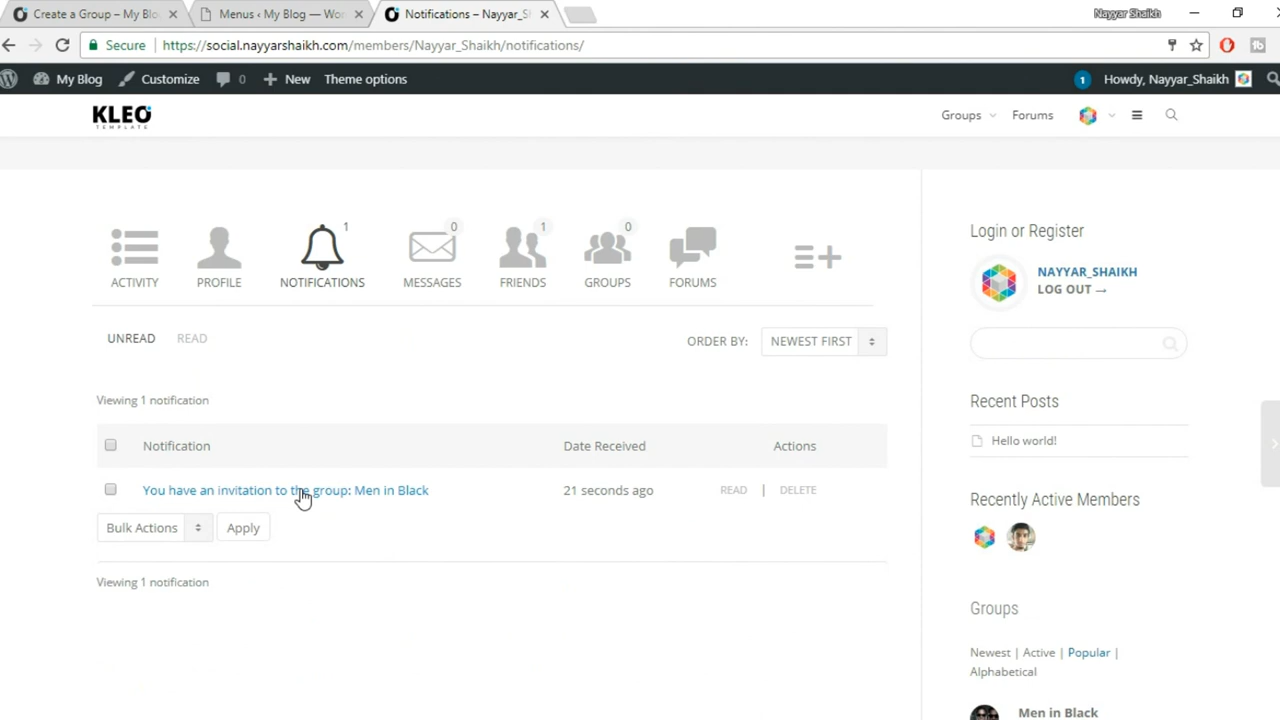 Create a Group – My Blo
Menus ‹ My Blog — Wor
Notifications – Nayyar_S
Nayyar Shaikh
Secure
https://social.nayyarshaikh.com/members/Nayyar_Shaikh/notifications/
My Blog
Customize
0
New
Theme options
1
Howdy, Nayyar_Shaikh
KLEO
TEMPLATE
Groups
Forums
1
0
1
0
ACTIVITY
PROFILE
NOTIFICATIONS
MESSAGES
FRIENDS
GROUPS
FORUMS
UNREAD
READ
ORDER BY:
NEWEST FIRST
Viewing 1 notification
Notification
Date Received
Actions
You have an invitation to the group: Men in Black
21 seconds ago
READ | DELETE
Bulk Actions
Apply
Viewing 1 notification
Login or Register
NAYYAR_SHAIKH
LOG OUT →
Recent Posts
Hello world!
Recently Active Members
Groups
Newest | Active | Popular |
Alphabetical
Men in Black